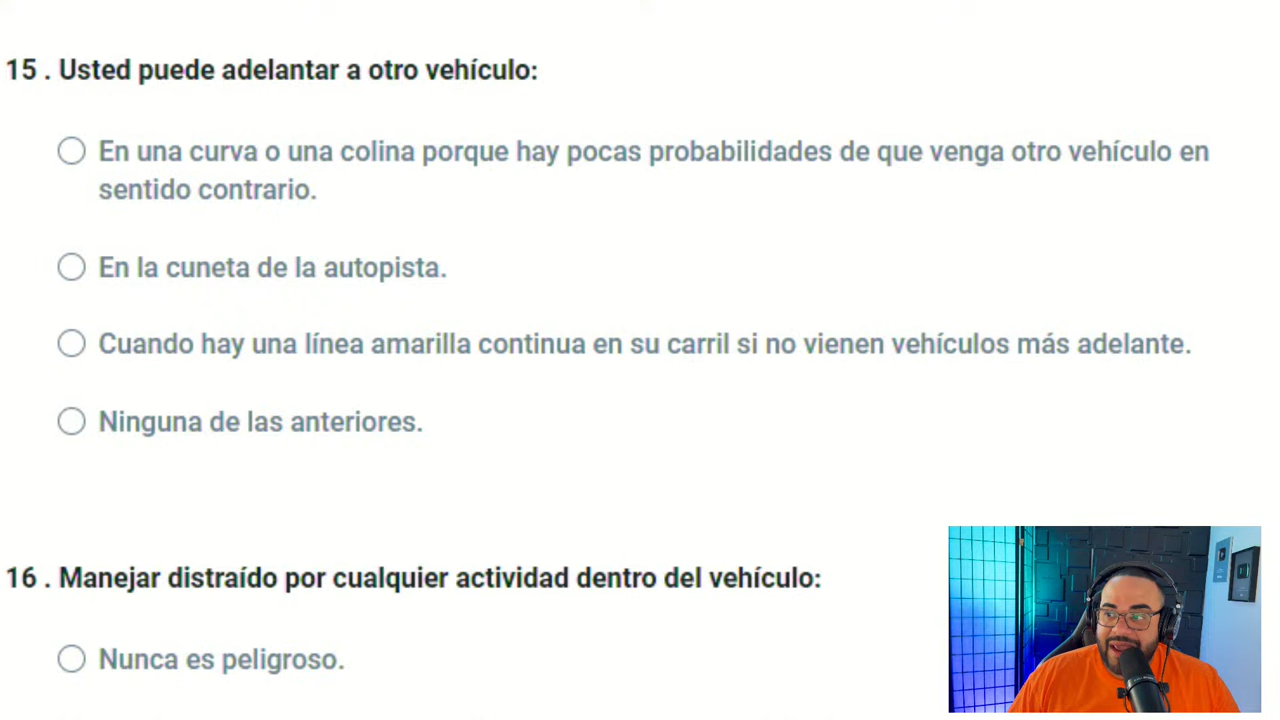 15 . Usted puede adelantar a otro vehículo:
En una curva o una colina porque hay pocas probabilidades de que venga otro vehículo en
sentido contrario.
En la cuneta de la autopista.
Cuando hay una línea amarilla continua en su carril si no vienen vehículos más adelante.
Ninguna de las anteriores.
16 . Manejar distraído por cualquier actividad dentro del vehículo:
Nunca es peligroso.